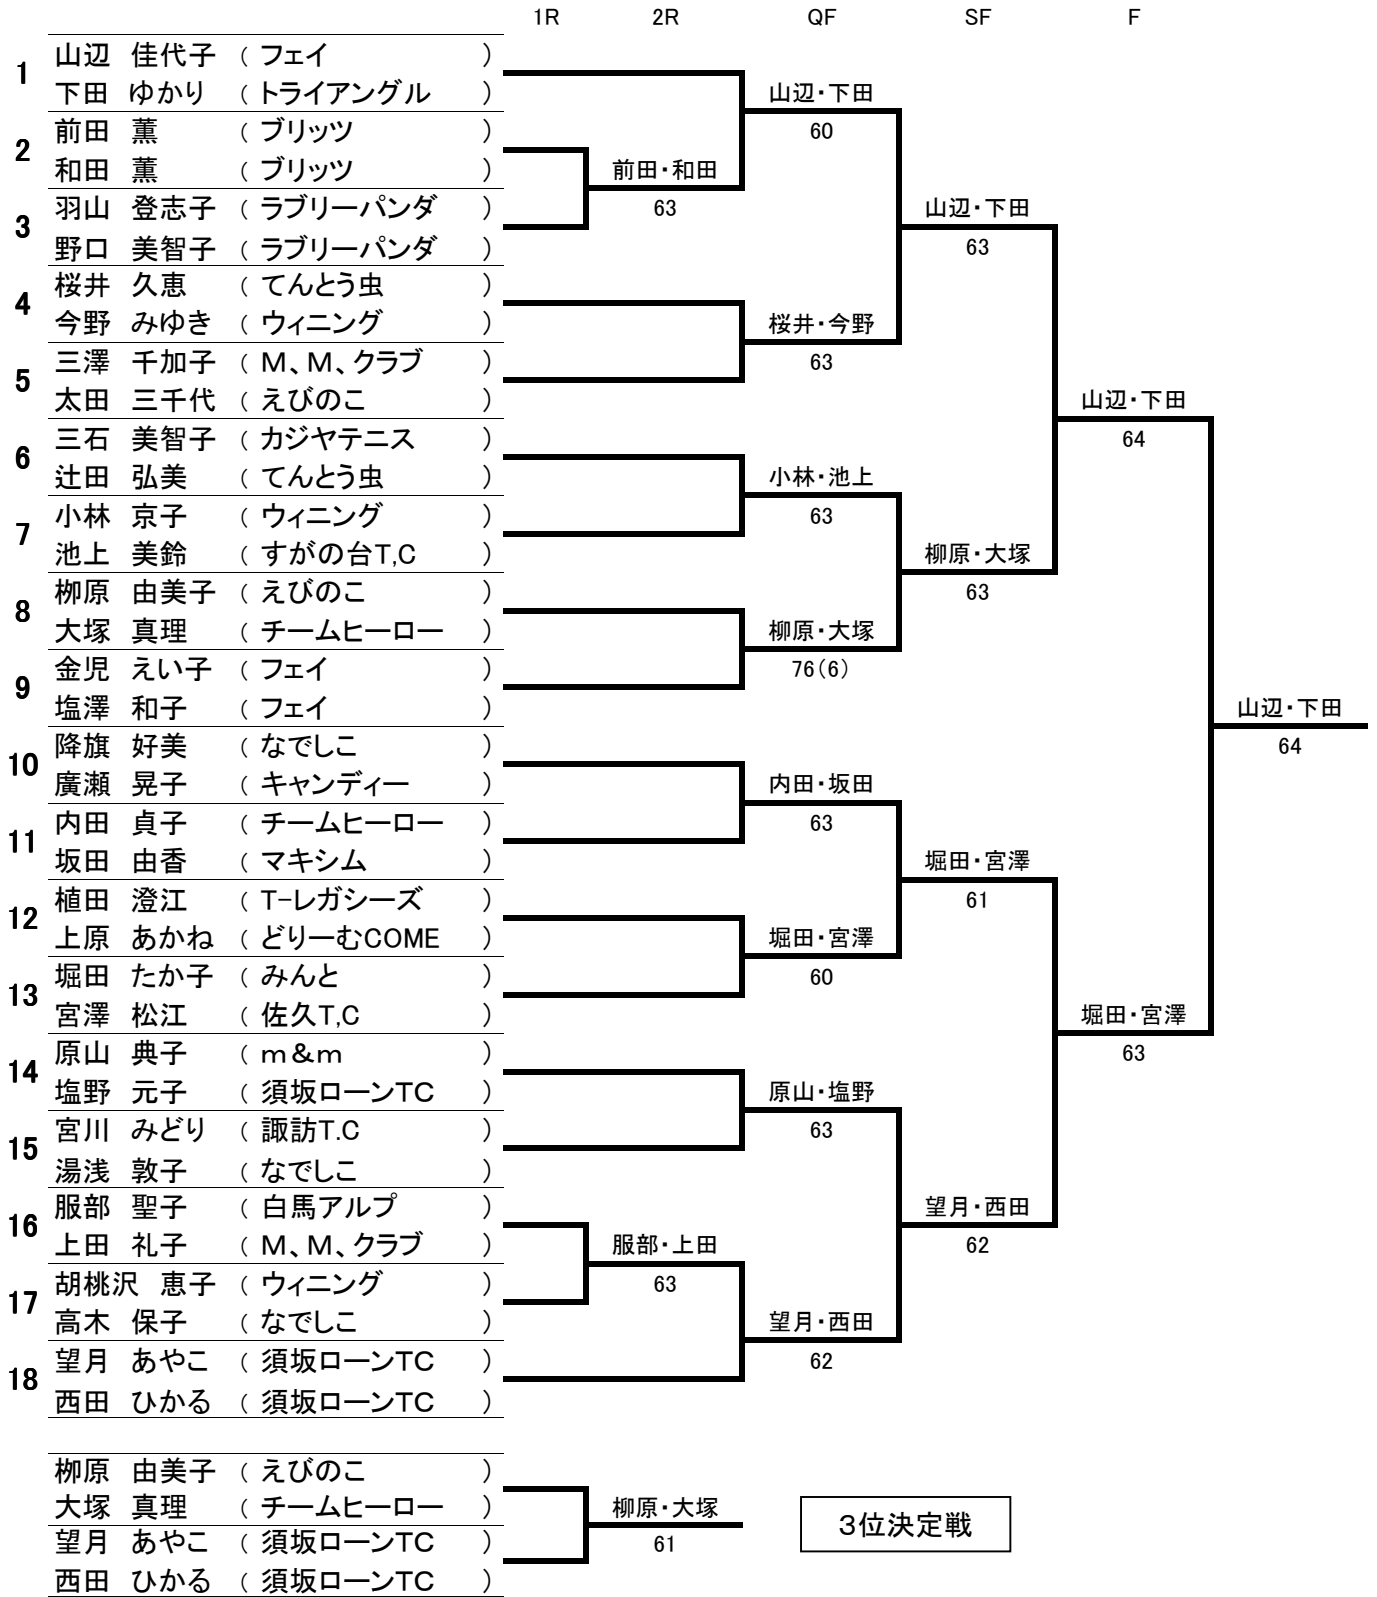 1R 2R QF SF F
山辺 佳代子 ( フェイ )
1
下田 ゆかり ( トライアングル )
山辺・下田
前田 薫 ( ブリッツ )
60
2
和田 薫 ( ブリッツ )
前田・和田
羽山 登志子 ( ラブリーパンダ )
63
山辺・下田
3
野口 美智子 ( ラブリーパンダ )
63
桜井 久恵 ( てんとう虫 )
4
今野 みゆき ( ウィニング )
桜井・今野
三澤 千加子 ( M、M、クラブ )
63
5
太田 三千代 ( えびのこ )
山辺・下田
三石 美智子 ( カジヤテニス )
64
6
辻田 弘美 ( てんとう虫 )
小林・池上
小林 京子 ( ウィニング )
63
7
池上 美鈴 ( すがの台T,C )
柳原・大塚
栁原 由美子 ( えびのこ )
63
8
大塚 真理 ( チームヒーロー )
柳原・大塚
金児 えい子 ( フェイ )
76(6)
9
塩澤 和子 ( フェイ )
山辺・下田
降旗 好美 ( なでしこ )
64
10
廣瀬 晃子 ( キャンディー )
内田・坂田
内田 貞子 ( チームヒーロー )
63
11
坂田 由香 ( マキシム )
堀田・宮澤
植田 澄江 ( T-レガシーズ )
61
12
上原 あかね ( どりーむCOME )
堀田・宮澤
堀田 たか子 ( みんと )
60
13
宮澤 松江 ( 佐久T,C )
堀田・宮澤
原山 典子 ( m&m )
63
14
塩野 元子 ( 須坂ローンTC )
原山・塩野
宮川 みどり ( 諏訪T.C )
63
15
湯浅 敦子 ( なでしこ )
服部 聖子 ( 白馬アルプ )
望月・西田
16
上田 礼子 ( M、M、クラブ )
服部・上田
62
胡桃沢 恵子 ( ウィニング )
63
17
高木 保子 ( なでしこ )
望月・西田
望月 あやこ ( 須坂ローンTC )
62
18
西田 ひかる ( 須坂ローンTC )
栁原 由美子 ( えびのこ )
大塚 真理 ( チームヒーロー )
柳原・大塚
3位決定戦
望月 あやこ ( 須坂ローンTC )
61
西田 ひかる ( 須坂ローンTC )